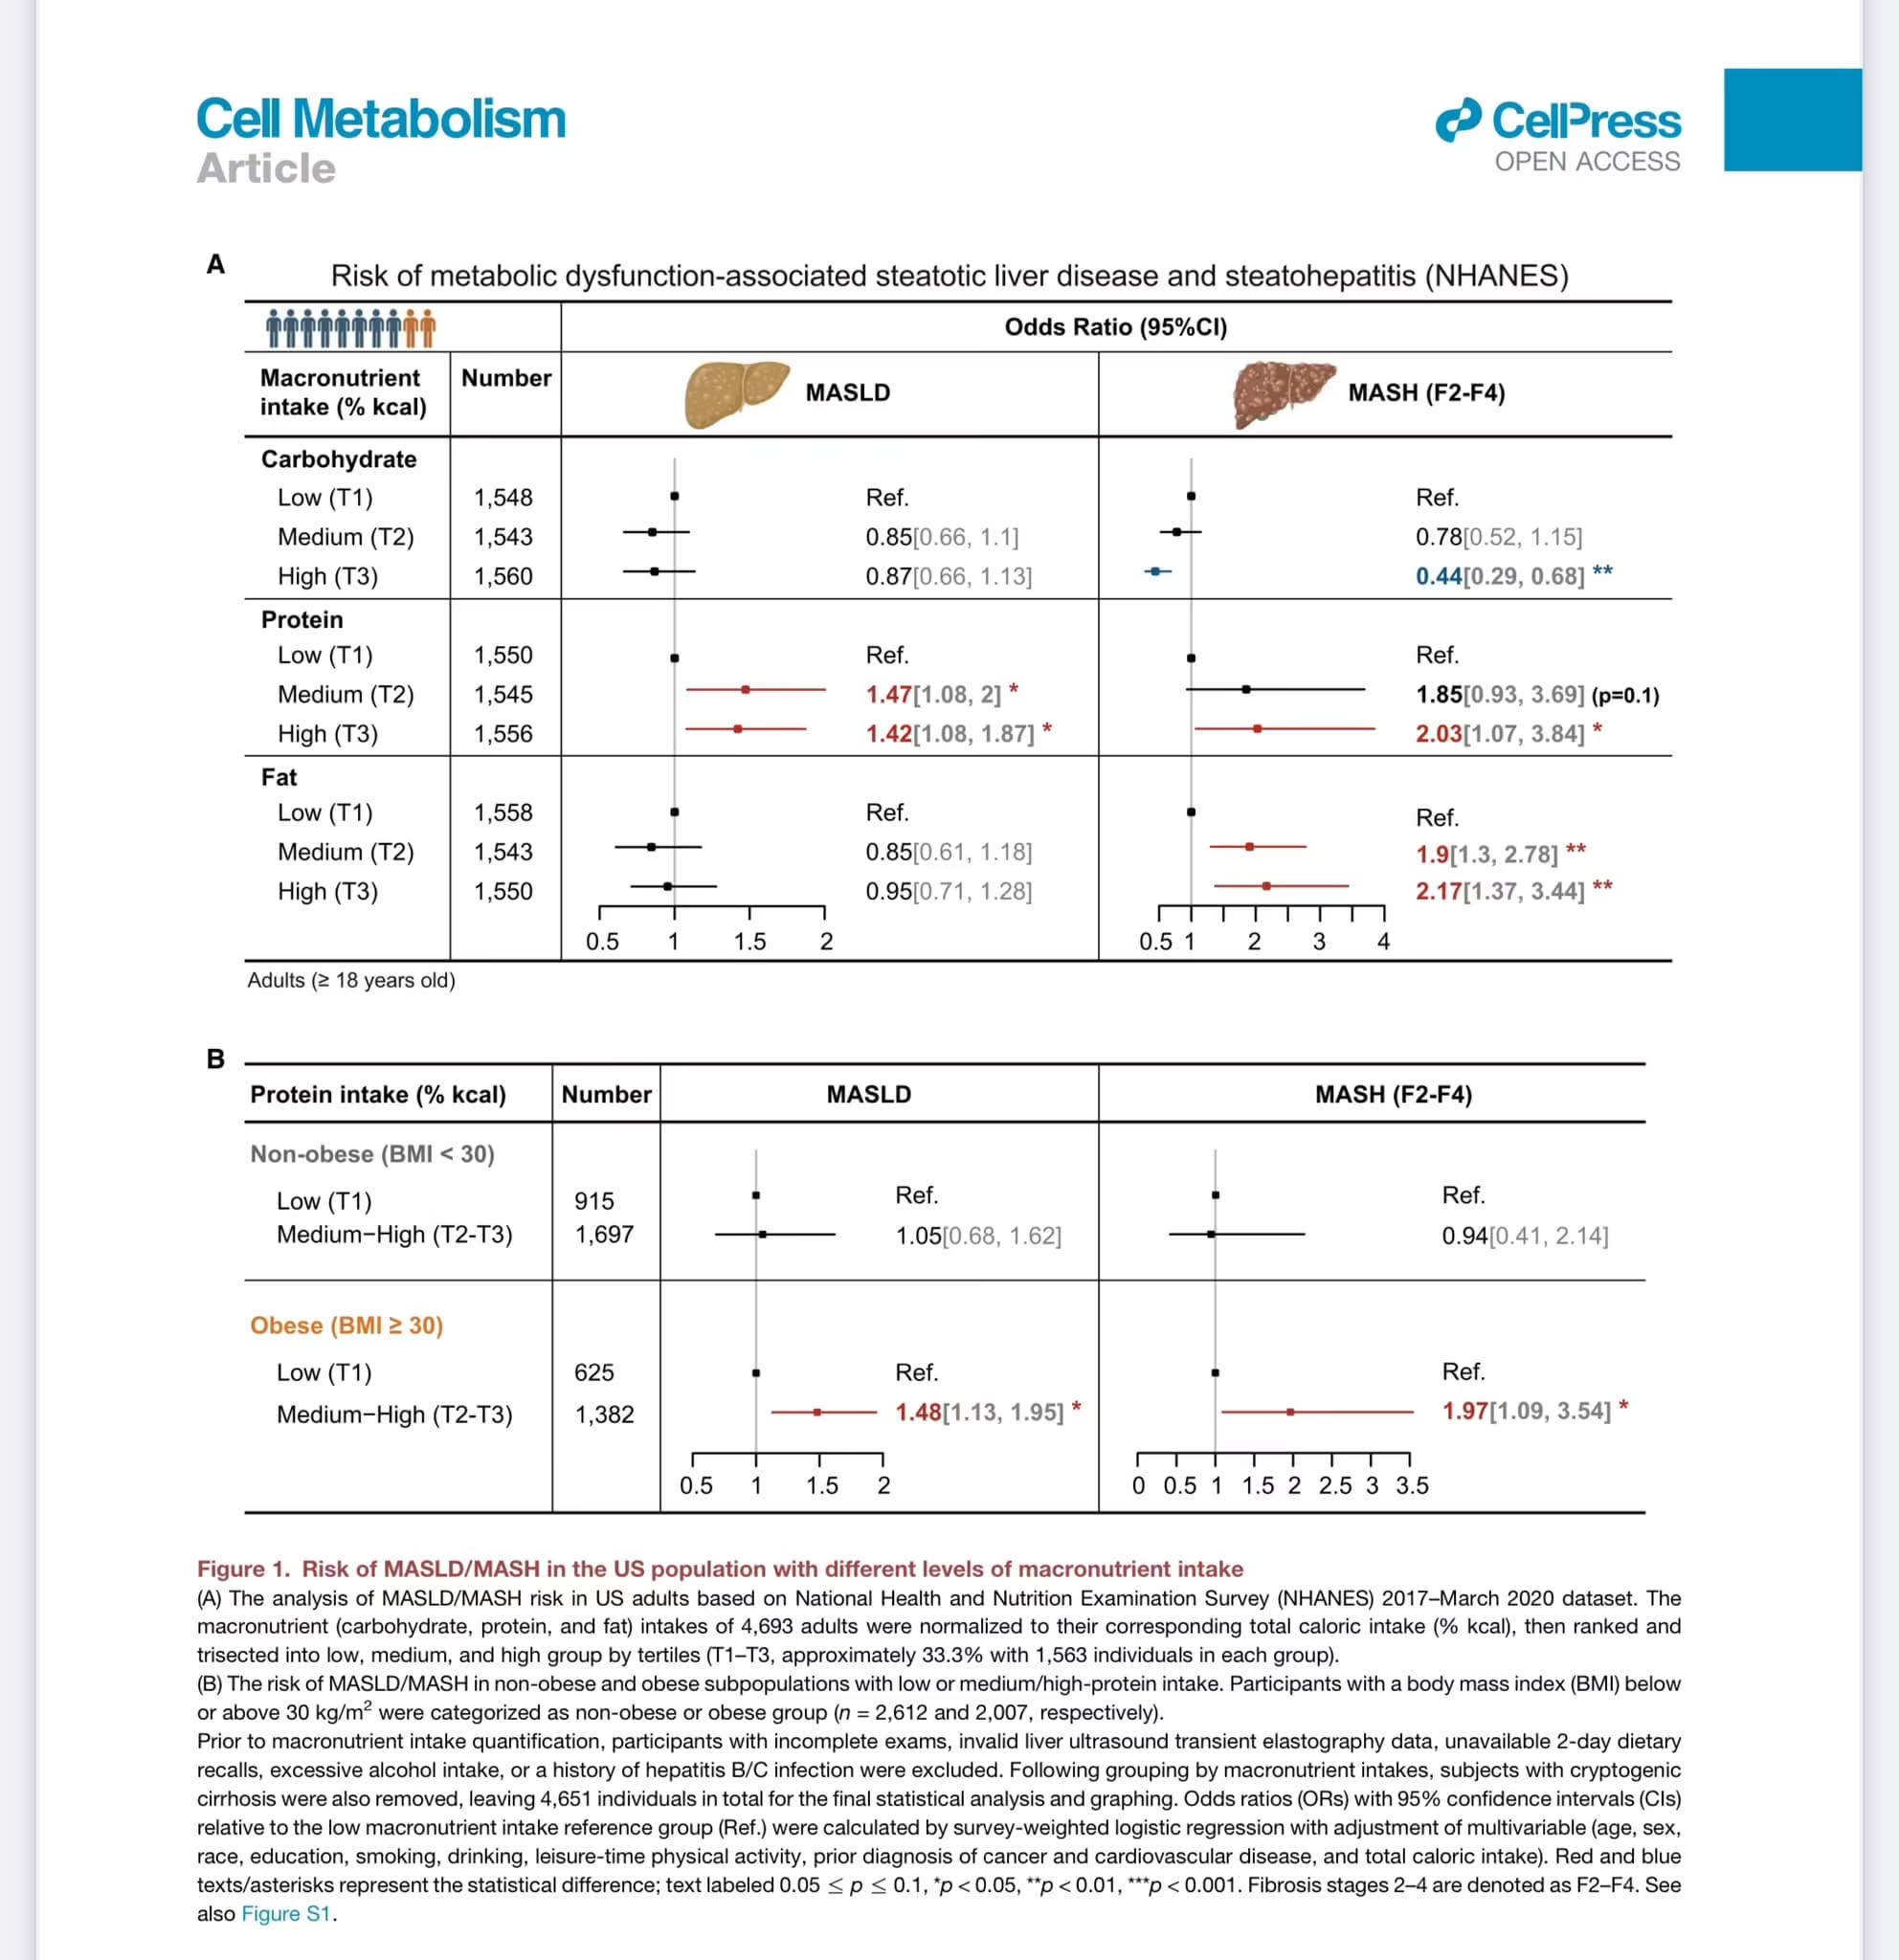 Cell Metabolism
Article
CellPress
OPEN ACCESS
A
Risk of metabolic dysfunction-associated steatotic liver disease and steatohepatitis (NHANES)
Odds Ratio (95%CI)
Macronutrient intake (% kcal) Number MASLD MASH (F2-F4)
Carbohydrate
Low (T1) 1,548 Ref. Ref.
Medium (T2) 1,543 0.85[0.66, 1.1] 0.78[0.52, 1.15]
High (T3) 1,560 0.87[0.66, 1.13] 0.44[0.29, 0.68] **
Protein
Low (T1) 1,550 Ref. Ref.
Medium (T2) 1,545 1.47[1.08, 2] * 1.85[0.93, 3.69] (p=0.1)
High (T3) 1,556 1.42[1.08, 1.87] * 2.03[1.07, 3.84] *
Fat
Low (T1) 1,558 Ref. Ref.
Medium (T2) 1,543 0.85[0.61, 1.18] 1.9[1.3, 2.78] **
High (T3) 1,550 0.95[0.71, 1.28] 2.17[1.37, 3.44] **
0.5 1 1.5 2 0.5 1 2 3 4
Adults (≥ 18 years old)
B
Protein intake (% kcal) Number MASLD MASH (F2-F4)
Non-obese (BMI < 30)
Low (T1) 915 Ref. Ref.
Medium−High (T2-T3) 1,697 1.05[0.68, 1.62] 0.94[0.41, 2.14]
Obese (BMI ≥ 30)
Low (T1) 625 Ref. Ref.
Medium−High (T2-T3) 1,382 1.48[1.13, 1.95] * 1.97[1.09, 3.54] *
0.5 1 1.5 2 0 0.5 1 1.5 2 2.5 3 3.5
Figure 1. Risk of MASLD/MASH in the US population with different levels of macronutrient intake
(A) The analysis of MASLD/MASH risk in US adults based on National Health and Nutrition Examination Survey (NHANES) 2017–March 2020 dataset. The
macronutrient (carbohydrate, protein, and fat) intakes of 4,693 adults were normalized to their corresponding total caloric intake (% kcal), then ranked and
trisected into low, medium, and high group by tertiles (T1–T3, approximately 33.3% with 1,563 individuals in each group).
(B) The risk of MASLD/MASH in non-obese and obese subpopulations with low or medium/high-protein intake. Participants with a body mass index (BMI) below
or above 30 kg/m² were categorized as non-obese or obese group (n = 2,612 and 2,007, respectively).
Prior to macronutrient intake quantification, participants with incomplete exams, invalid liver ultrasound transient elastography data, unavailable 2-day dietary
recalls, excessive alcohol intake, or a history of hepatitis B/C infection were excluded. Following grouping by macronutrient intakes, subjects with cryptogenic
cirrhosis were also removed, leaving 4,651 individuals in total for the final statistical analysis and graphing. Odds ratios (ORs) with 95% confidence intervals (CIs)
relative to the low macronutrient intake reference group (Ref.) were calculated by survey-weighted logistic regression with adjustment of multivariable (age, sex,
race, education, smoking, drinking, leisure-time physical activity, prior diagnosis of cancer and cardiovascular disease, and total caloric intake). Red and blue
texts/asterisks represent the statistical difference; text labeled 0.05 ≤ p ≤ 0.1, *p < 0.05, **p < 0.01, ***p < 0.001. Fibrosis stages 2–4 are denoted as F2–F4. See
also Figure S1.